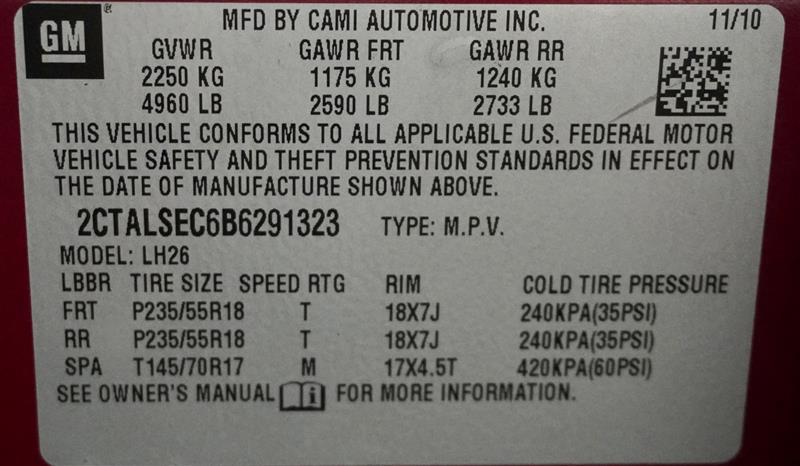 GM ®
MFD BY CAMI AUTOMOTIVE INC. 11/10
GVWR GAWR FRT GAWR RR
2250 KG 1175 KG 1240 KG
4960 LB 2590 LB 2733 LB
THIS VEHICLE CONFORMS TO ALL APPLICABLE U.S. FEDERAL MOTOR
VEHICLE SAFETY AND THEFT PREVENTION STANDARDS IN EFFECT ON
THE DATE OF MANUFACTURE SHOWN ABOVE.
2CTALSEC6B6291323 TYPE: M.P.V.
MODEL: LH26
LBBR TIRE SIZE SPEED RTG RIM COLD TIRE PRESSURE
FRT P235/55R18 T 18X7J 240KPA(35PSI)
RR P235/55R18 T 18X7J 240KPA(35PSI)
SPA T145/70R17 M 17X4.5T 420KPA(60PSI)
SEE OWNER'S MANUAL i FOR MORE INFORMATION.